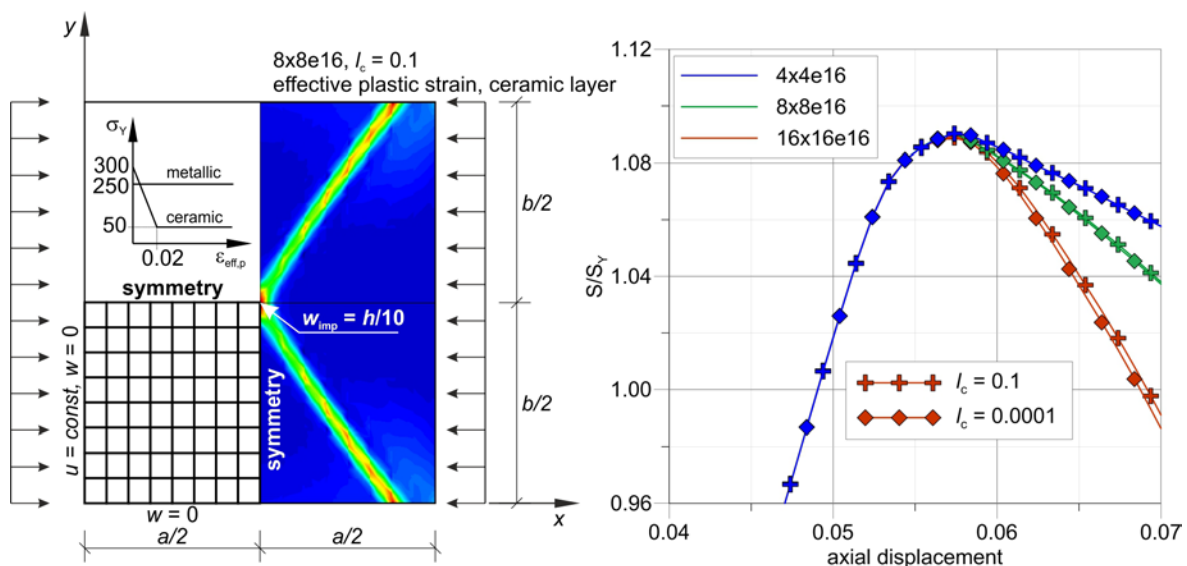 y
8x8e16, lc = 0.1
effective plastic strain, ceramic layer
σY
300
250
metallic
50
ceramic
0.02
εeff,p
symmetry
wimp = h/10
u = const, w = 0
symmetry
b/2
b/2
w = 0
x
a/2
a/2
1.12
1.08
1.04
1.00
0.96
S/SY
4x4e16
8x8e16
16x16e16
lc = 0.1
lc = 0.0001
0.04
0.05
0.06
0.07
axial displacement